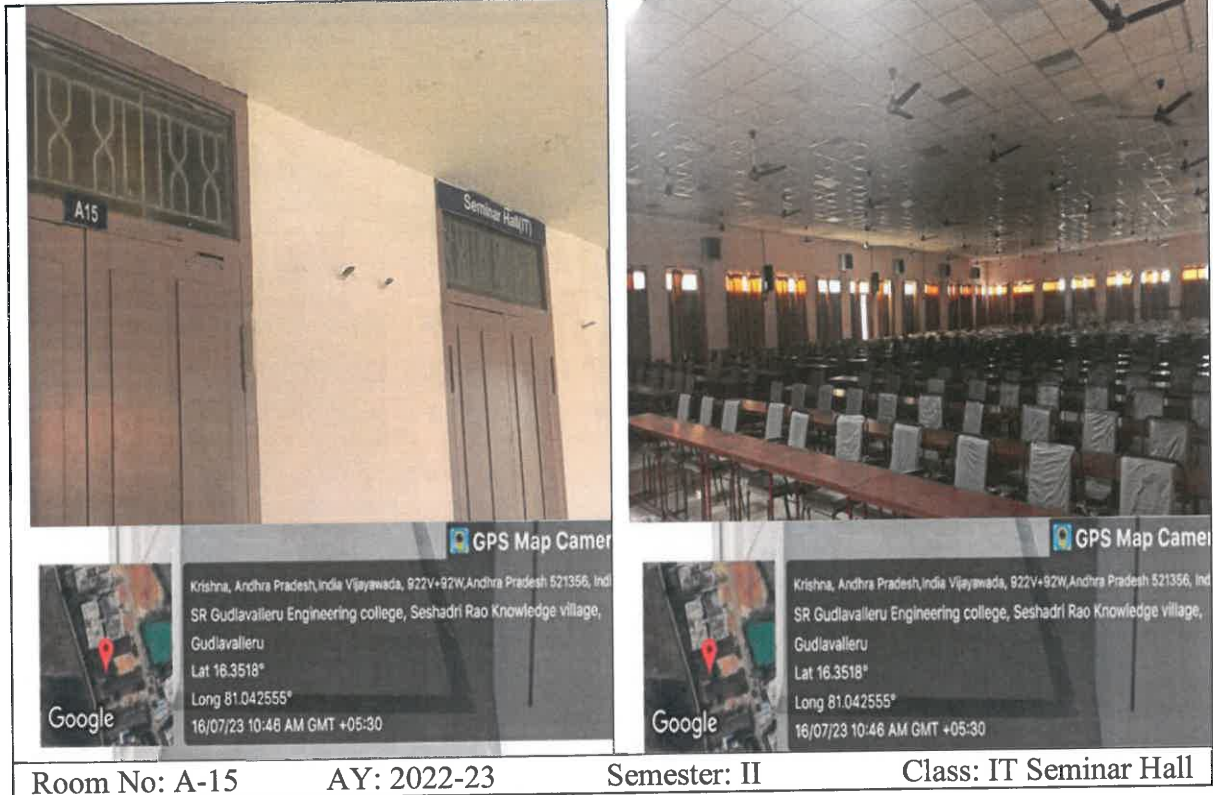 A15
Seminar Hall(IT)
GPS Map Camer
Krishna, Andhra Pradesh,India Vijayawada, 922V+92W,Andhra Pradesh 521356, Ind
SR Gudlavalleru Engineering college, Seshadri Rao Knowledge village,
Gudlavalleru
Lat 16.3518°
Long 81.042555°
16/07/23 10:46 AM GMT +05:30
Google
GPS Map Camer
Krishna, Andhra Pradesh,India Vijayawada, 922V+92W,Andhra Pradesh 521356, Ind
SR Gudlavalleru Engineering college, Seshadri Rao Knowledge village,
Gudlavalleru
Lat 16.3518°
Long 81.042555°
16/07/23 10:46 AM GMT +05:30
Google
Room No: A-15 AY: 2022-23 Semester: II Class: IT Seminar Hall